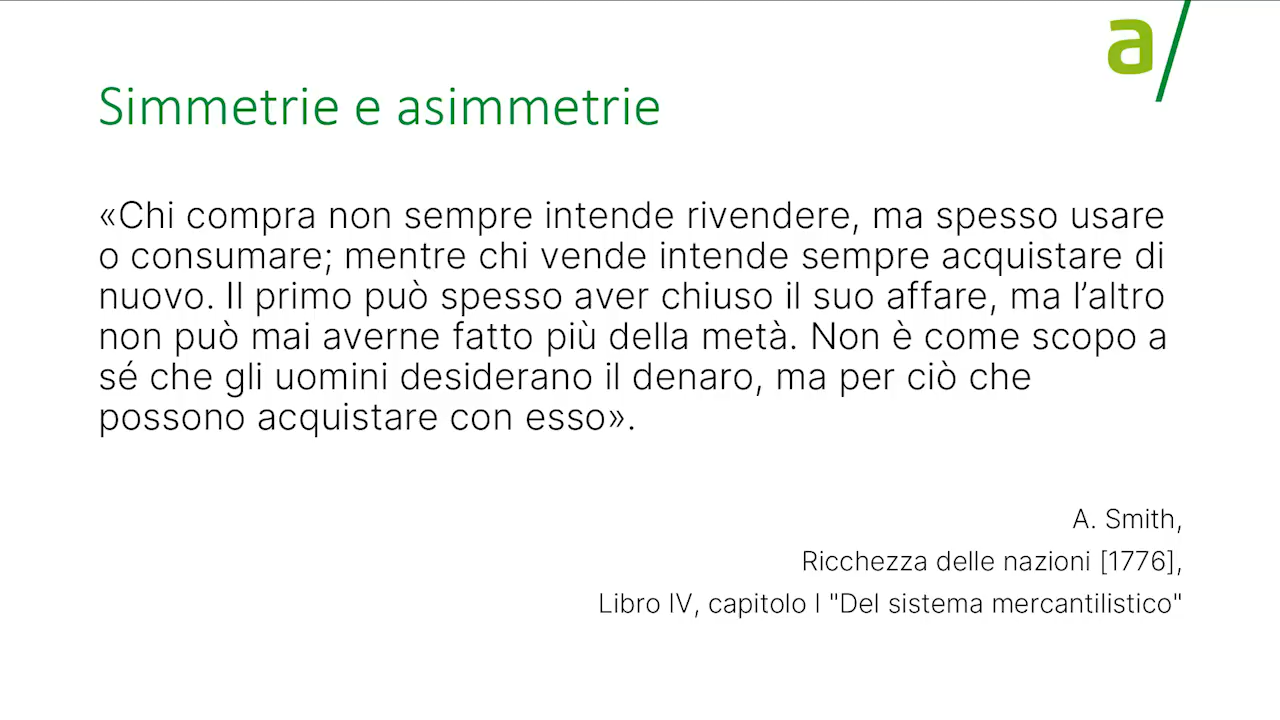 a/
Simmetrie e asimmetrie
«Chi compra non sempre intende rivendere, ma spesso usare
o consumare; mentre chi vende intende sempre acquistare di
nuovo. Il primo può spesso aver chiuso il suo affare, ma l’altro
non può mai averne fatto più della metà. Non è come scopo a
sé che gli uomini desiderano il denaro, ma per ciò che
possono acquistare con esso».
A. Smith,
Ricchezza delle nazioni [1776],
Libro IV, capitolo I "Del sistema mercantilistico"